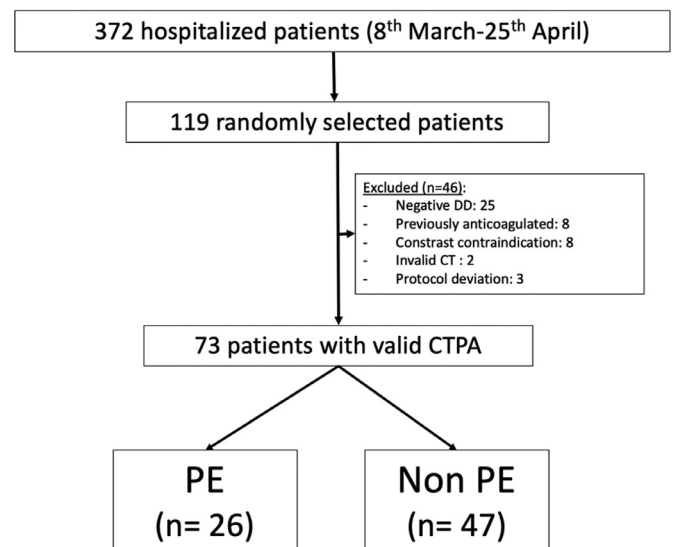 372 hospitalized patients (8th March-25th April)
119 randomly selected patients
Excluded (n=46):
- Negative DD: 25
- Previously anticoagulated: 8
- Constrast contraindication: 8
- Invalid CT : 2
- Protocol deviation: 3
73 patients with valid CTPA
PE
(n= 26)
Non PE
(n= 47)